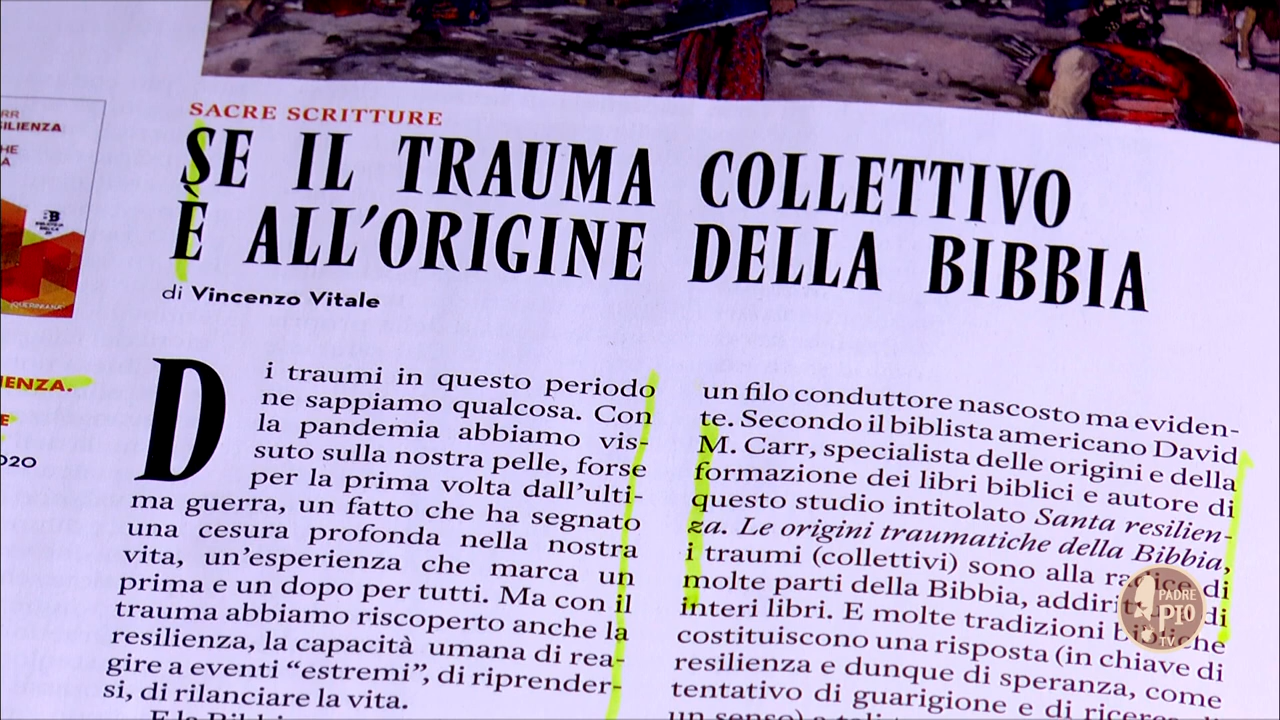 SACRE SCRITTURE
SE IL TRAUMA COLLETTIVO
È ALL'ORIGINE DELLA BIBBIA
di Vincenzo Vitale
Di traumi in questo periodo
ne sappiamo qualcosa. Con
la pandemia abbiamo vis-
suto sulla nostra pelle, forse
per la prima volta dall'ulti-
ma guerra, un fatto che ha segnato
una cesura profonda nella nostra
vita, un'esperienza che marca un
prima e un dopo per tutti. Ma con il
trauma abbiamo riscoperto anche la
resilienza, la capacità umana di rea-
gire a eventi “estremi”, di riprender-
si, di rilanciare la vita.
un filo conduttore nascosto ma eviden-
te. Secondo il biblista americano David
M. Carr, specialista delle origini e della
formazione dei libri biblici e autore di
questo studio intitolato Santa resilien-
za. Le origini traumatiche della Bibbia,
i traumi (collettivi) sono alla radice di
molte parti della Bibbia, addirittura di
interi libri. E molte tradizioni bibliche
costituiscono una risposta (in chiave di
resilienza e dunque di speranza, come
tentativo di guarigione e di ricerca di
un senso) a
PADRE
PIO
TV